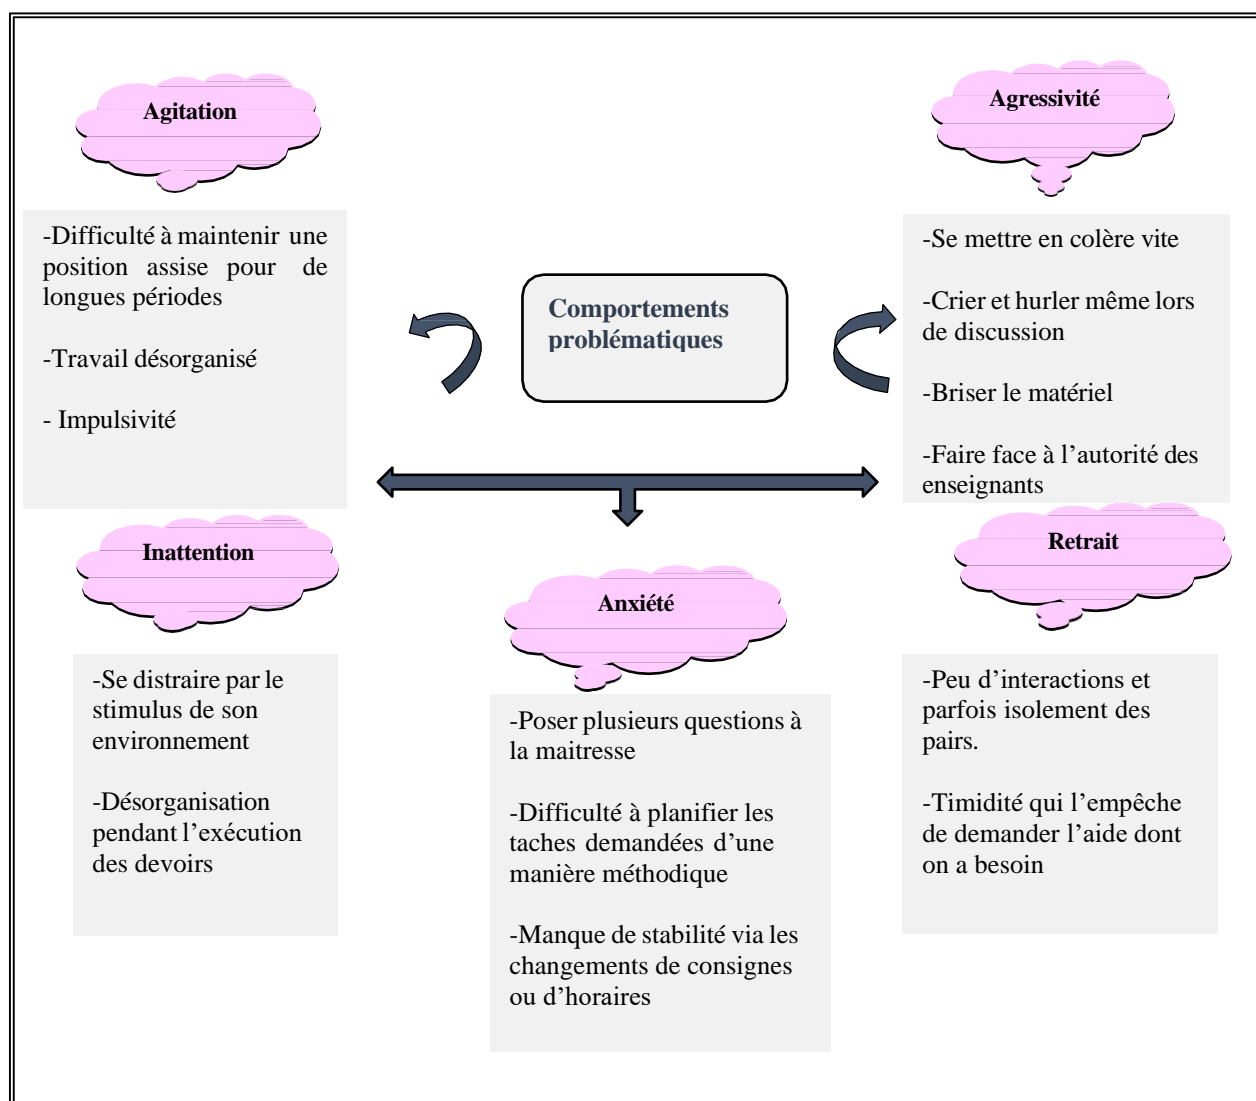 Agitation
-Difficulté à maintenir une
position assise pour de
longues périodes
-Travail désorganisé
- Impulsivité
Comportements
problématiques
Agressivité
-Se mettre en colère vite
-Crier et hurler même lors
de discussion
-Briser le matériel
-Faire face à l’autorité des
enseignants
Inattention
-Se distraire par le
stimulus de son
environnement
-Désorganisation
pendant l’exécution
des devoirs
Anxiété
-Poser plusieurs questions à
la maitresse
-Difficulté à planifier les
taches demandées d’une
manière méthodique
-Manque de stabilité via les
changements de consignes
ou d’horaires
Retrait
-Peu d’interactions et
parfois isolement des
pairs.
-Timidité qui l’empêche
de demander l’aide dont
on a besoin